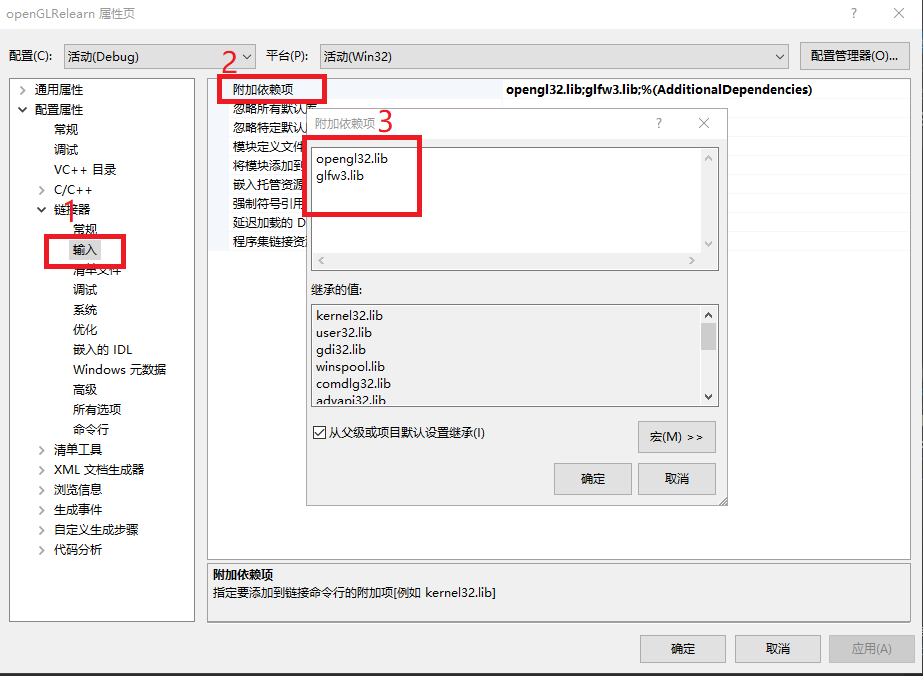 openGLRelearn 属性页
?
配置(C):
活动(Debug)
平台(P):
活动(Win32)
配置管理器(O)...
通用属性
配置属性
常规
调试
VC++ 目录
C/C++
链接器
1
常规
输入
清单文件
调试
系统
优化
嵌入的 IDL
Windows 元数据
高级
所有选项
命令行
清单工具
XML 文档生成器
浏览信息
生成事件
自定义生成步骤
代码分析
2
附加依赖项
opengl32.lib;glfw3.lib;%(AdditionalDependencies)
忽略所有默认库
忽略特定默认
模块定义文件
将模块添加到
嵌入托管资源
强制符号引用
延迟加载的 D
程序集链接资
附加依赖项
3
?
opengl32.lib
glfw3.lib
继承的值:
kernel32.lib
user32.lib
gdi32.lib
winspool.lib
comdlg32.lib
advapi32.lib
从父级或项目默认设置继承(I)
宏(M) >>
确定
取消
附加依赖项
指定要添加到链接命令行的附加项[例如 kernel32.lib]
确定
取消
应用(A)